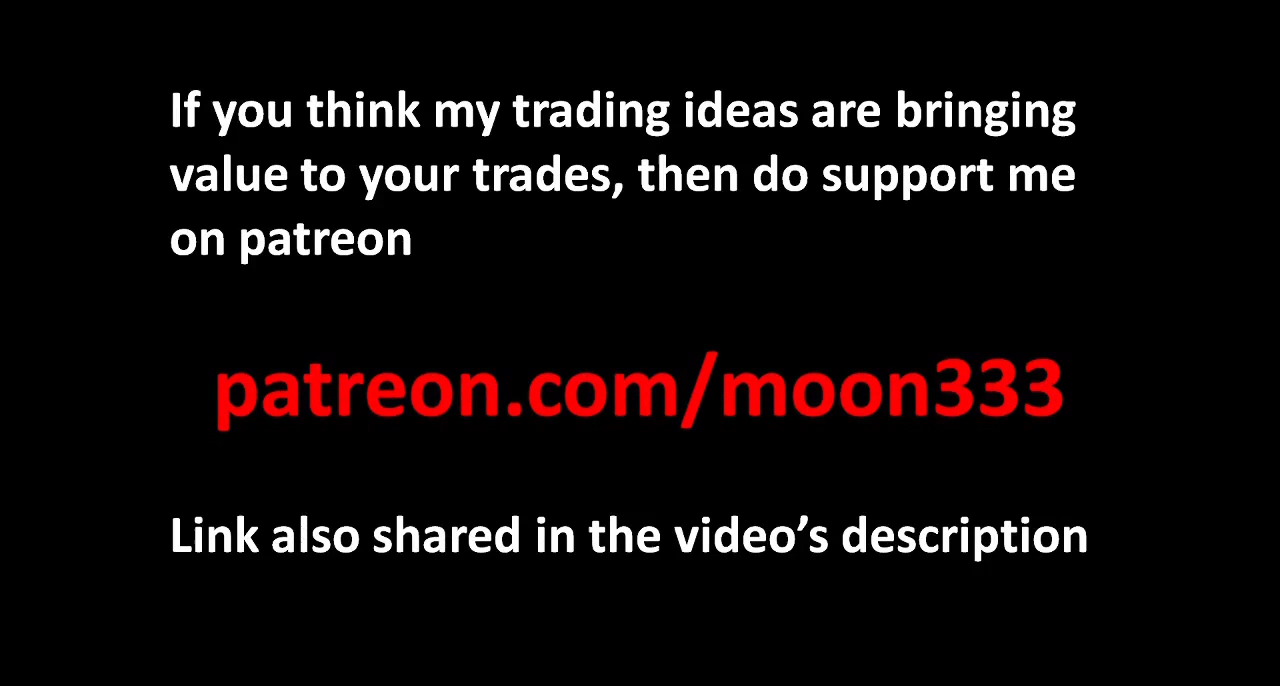 If you think my trading ideas are bringing
value to your trades, then do support me
on patreon
patreon.com/moon333
Link also shared in the video’s description